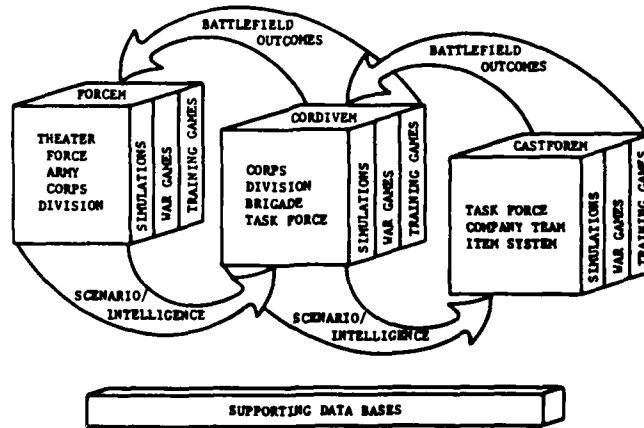 BATTLEFIELD
OUTCOMES
BATTLEFIELD
OUTCOMES
FORCEM
THEATER
FORCE
ARMY
CORPS
DIVISION
SIMULATIONS
WAR GAMES
TRAINING GAMES
CORDIVEM
CORPS
DIVISION
BRIGADE
TASK FORCE
SIMULATIONS
WAR GAMES
TRAINING GAMES
CASTFOREM
TASK FORCE
COMPANY TEAM
ITEM SYSTEM
SIMULATIONS
WAR GAMES
TRAINING GAMES
SCENARIO/
INTELLIGENCE
SCENARIO/
INTELLIGENCE
SUPPORTING DATA BASES